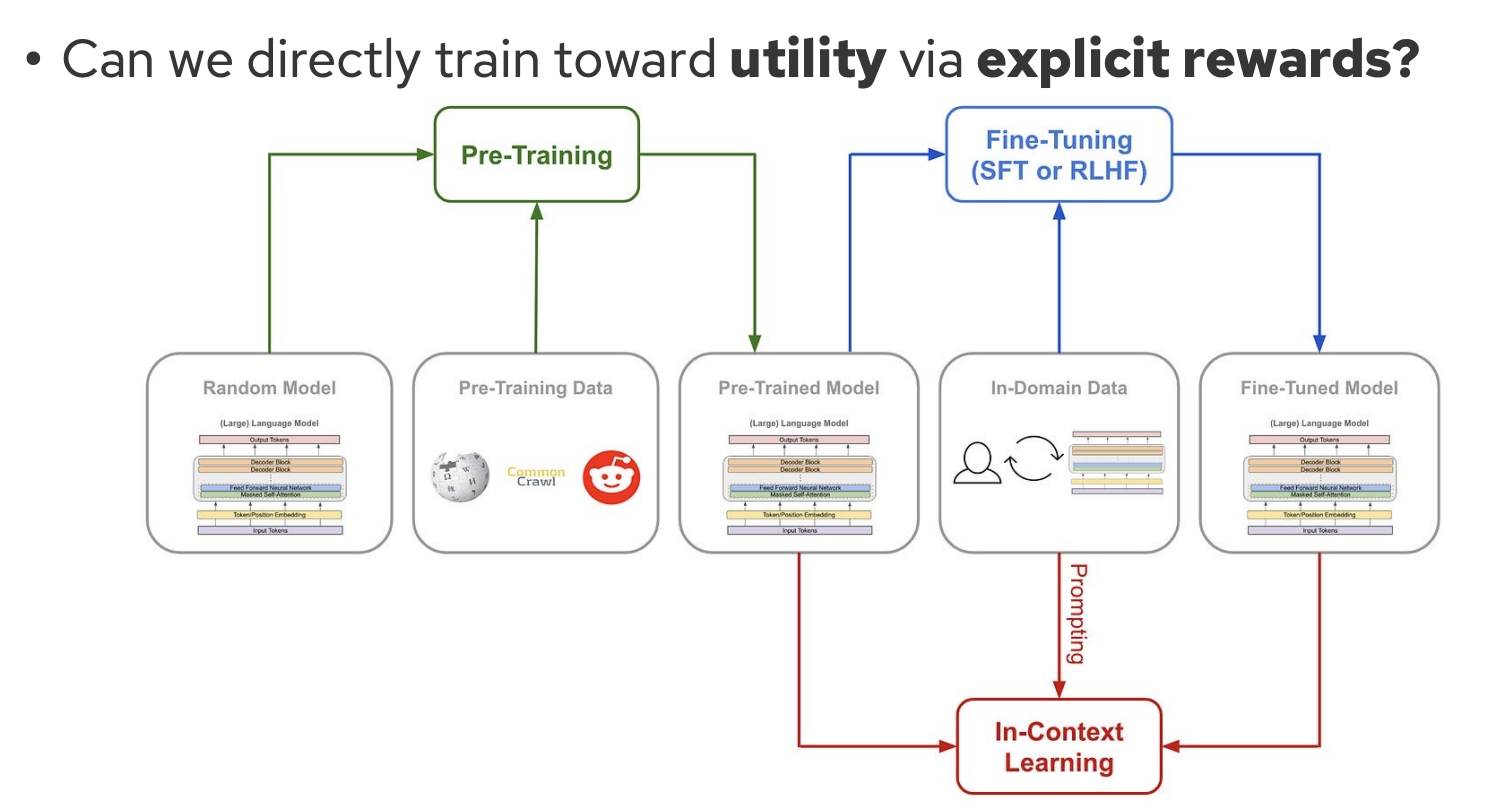 • Can we directly train toward utility via explicit rewards?
Pre-Training
Fine-Tuning
(SFT or RLHF)
Random Model
(Large) Language Model
Output Tokens
Decoder Block
Decoder Block
Feed Forward Neural Network
Masked Self-Attention
Token/Position Embedding
Input Tokens
Pre-Training Data
Common
Crawl
Pre-Trained Model
(Large) Language Model
Output Tokens
Decoder Block
Decoder Block
Feed Forward Neural Network
Masked Self-Attention
Token/Position Embedding
Input Tokens
In-Domain Data
Fine-Tuned Model
(Large) Language Model
Output Tokens
Decoder Block
Decoder Block
Feed Forward Neural Network
Masked Self-Attention
Token/Position Embedding
Input Tokens
Prompting
In-Context
Learning